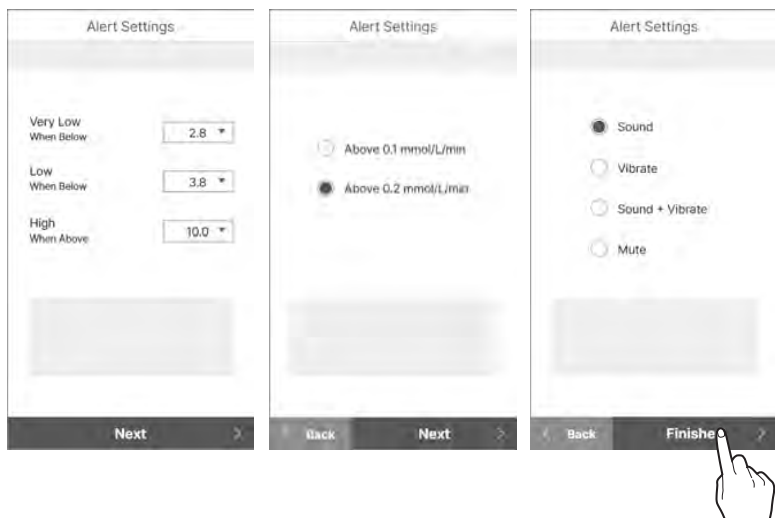 Alert Settings
Very Low
When Below
2.8
Low
When Below
3.8
High
When Above
10.0
Next
Alert Settings
Above 0.1 mmol/L/min
Above 0.2 mmol/L/min
Back
Next
Alert Settings
Sound
Vibrate
Sound + Vibrate
Mute
Back
Finishe